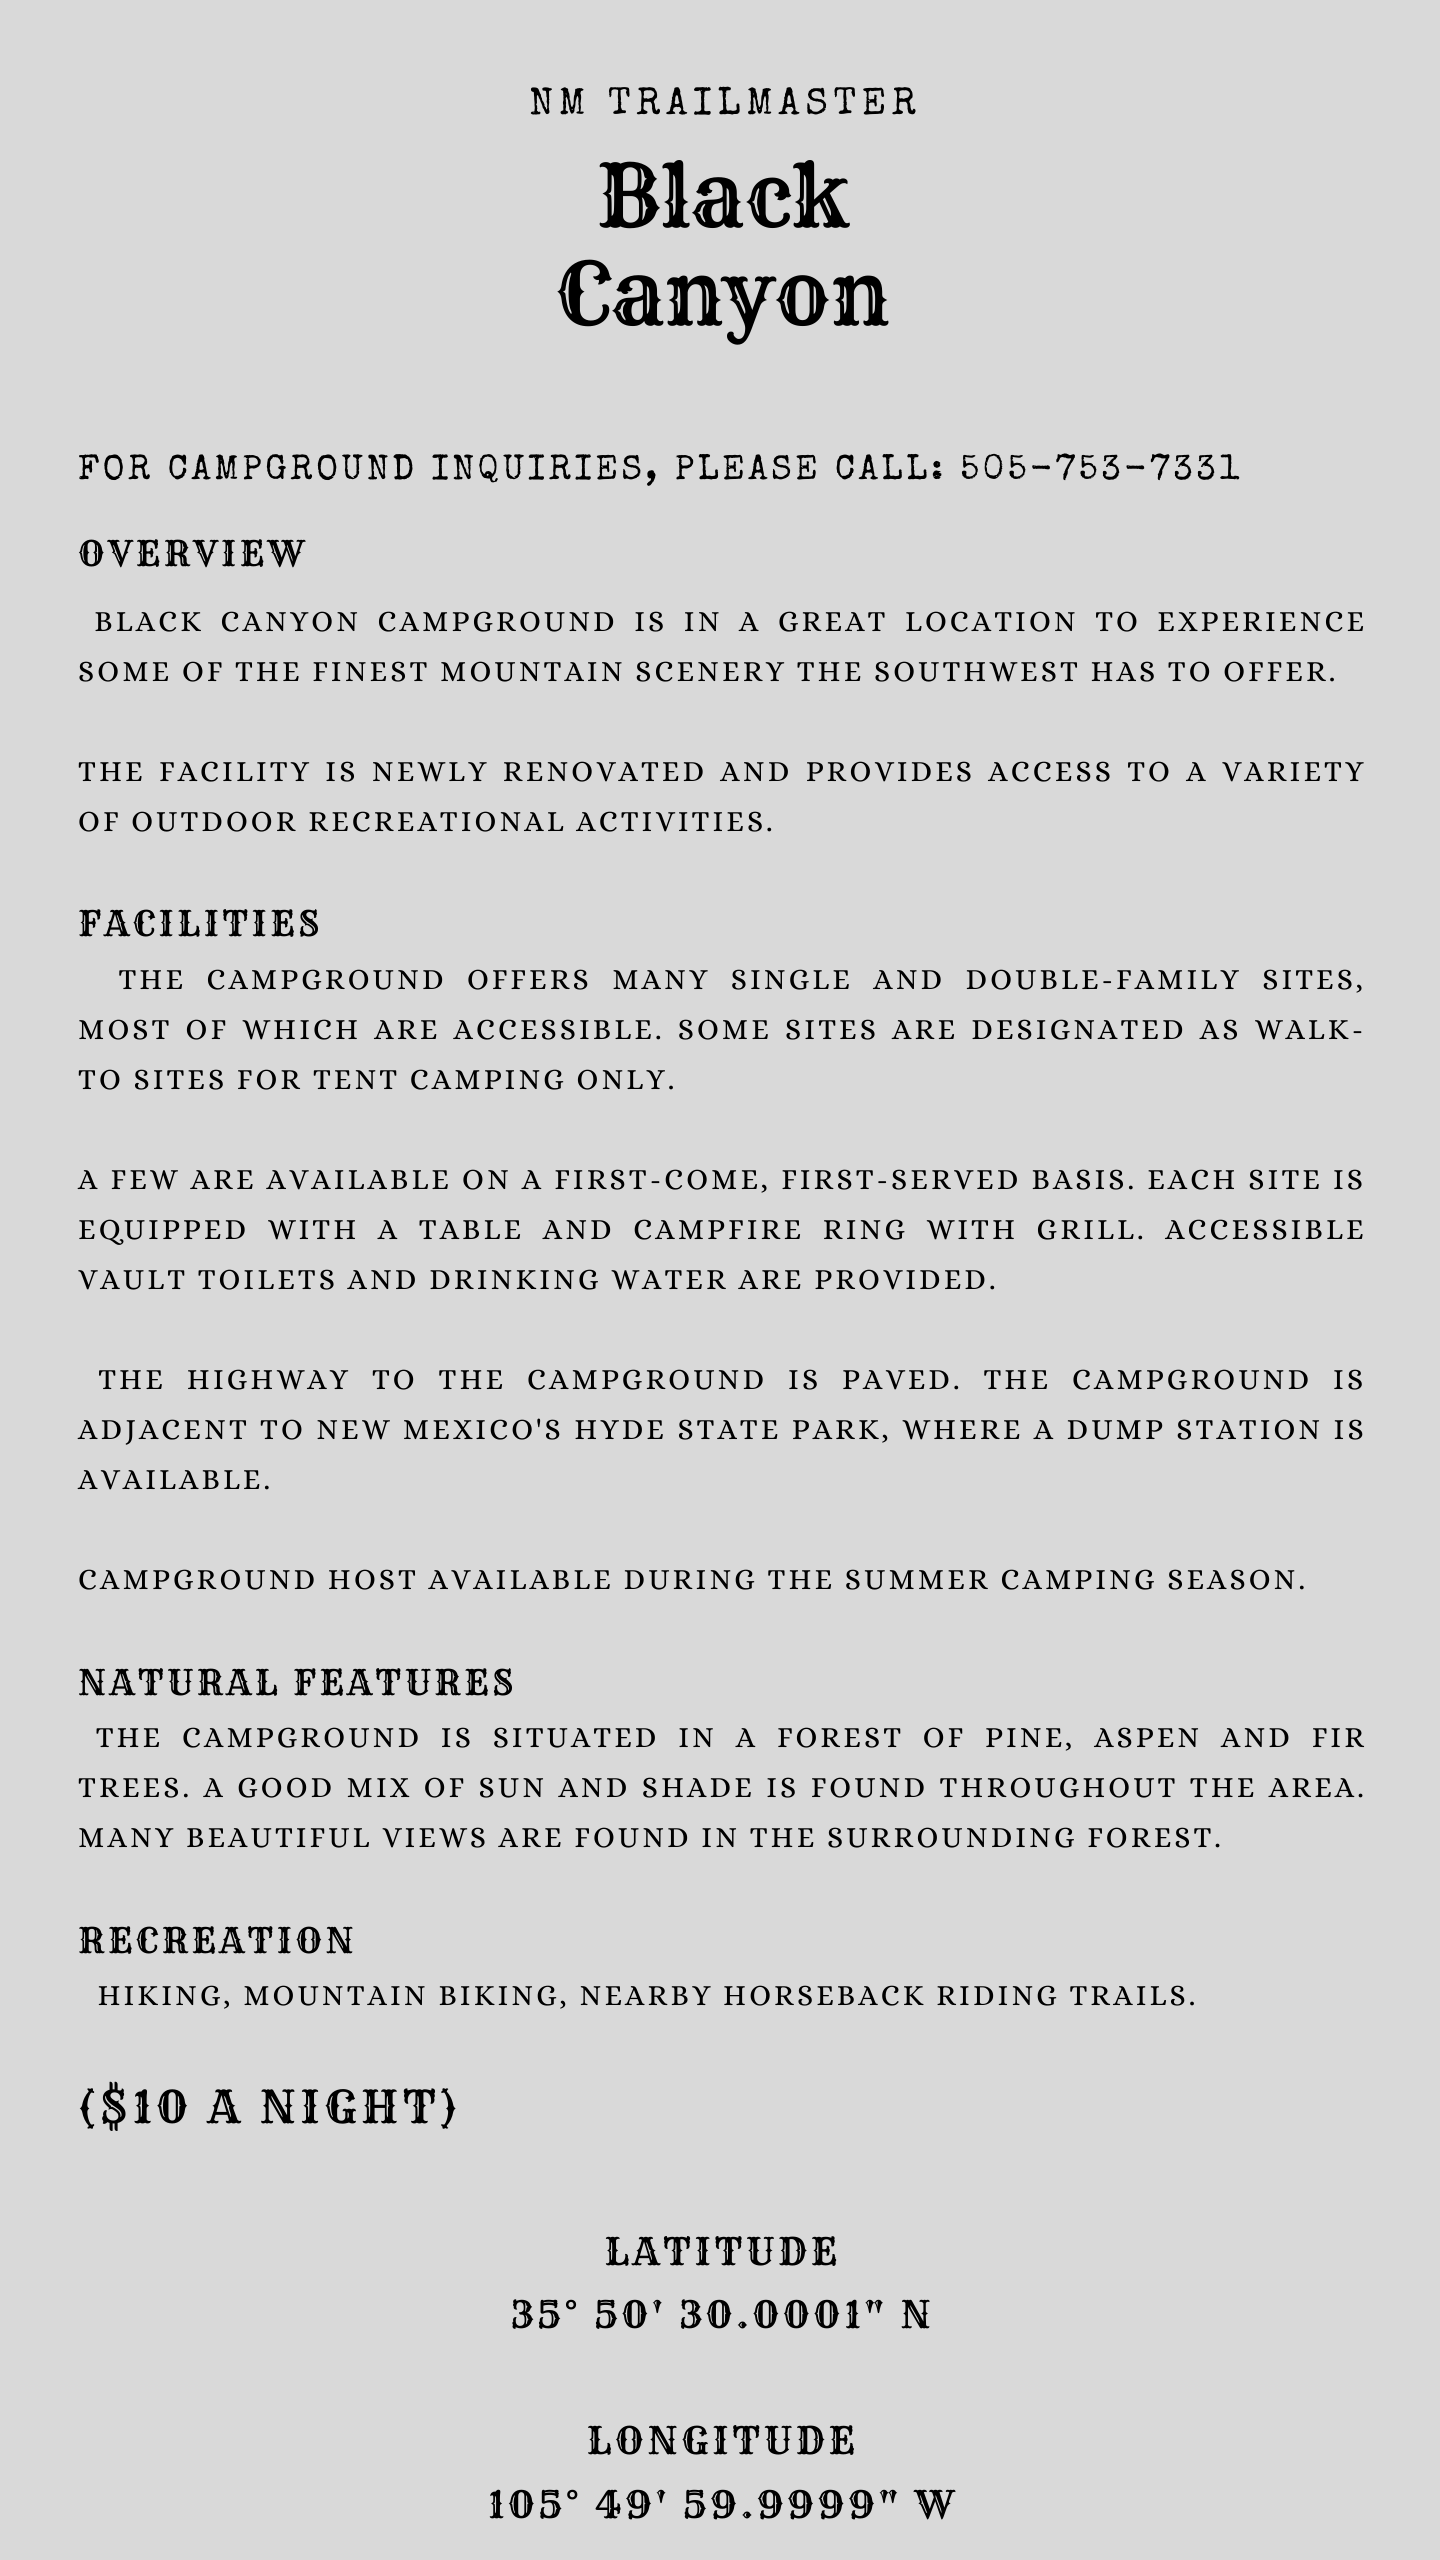 NM TRAILMASTER
Black
Canyon
FOR CAMPGROUND INQUIRIES, PLEASE CALL: 505-753-7331
OVERVIEW
BLACK CANYON CAMPGROUND IS IN A GREAT LOCATION TO EXPERIENCE
SOME OF THE FINEST MOUNTAIN SCENERY THE SOUTHWEST HAS TO OFFER.
THE FACILITY IS NEWLY RENOVATED AND PROVIDES ACCESS TO A VARIETY
OF OUTDOOR RECREATIONAL ACTIVITIES.
FACILITIES
THE CAMPGROUND OFFERS MANY SINGLE AND DOUBLE-FAMILY SITES,
MOST OF WHICH ARE ACCESSIBLE. SOME SITES ARE DESIGNATED AS WALK-
TO SITES FOR TENT CAMPING ONLY.
A FEW ARE AVAILABLE ON A FIRST-COME, FIRST-SERVED BASIS. EACH SITE IS
EQUIPPED WITH A TABLE AND CAMPFIRE RING WITH GRILL. ACCESSIBLE
VAULT TOILETS AND DRINKING WATER ARE PROVIDED.
THE HIGHWAY TO THE CAMPGROUND IS PAVED. THE CAMPGROUND IS
ADJACENT TO NEW MEXICO'S HYDE STATE PARK, WHERE A DUMP STATION IS
AVAILABLE.
CAMPGROUND HOST AVAILABLE DURING THE SUMMER CAMPING SEASON.
NATURAL FEATURES
THE CAMPGROUND IS SITUATED IN A FOREST OF PINE, ASPEN AND FIR
TREES. A GOOD MIX OF SUN AND SHADE IS FOUND THROUGHOUT THE AREA.
MANY BEAUTIFUL VIEWS ARE FOUND IN THE SURROUNDING FOREST.
RECREATION
HIKING, MOUNTAIN BIKING, NEARBY HORSEBACK RIDING TRAILS.
($10 A NIGHT)
LATITUDE
35° 50' 30.0001" N
LONGITUDE
105° 49' 59.9999" W